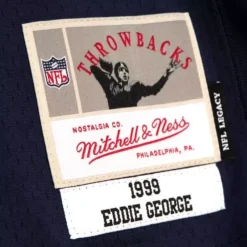 THROWBACKS
NFL
NOSTALGIA CO.
Mitchell & Ness
PHILADELPHIA, PA.
NFL LEGACY
1999
EDDIE GEORGE